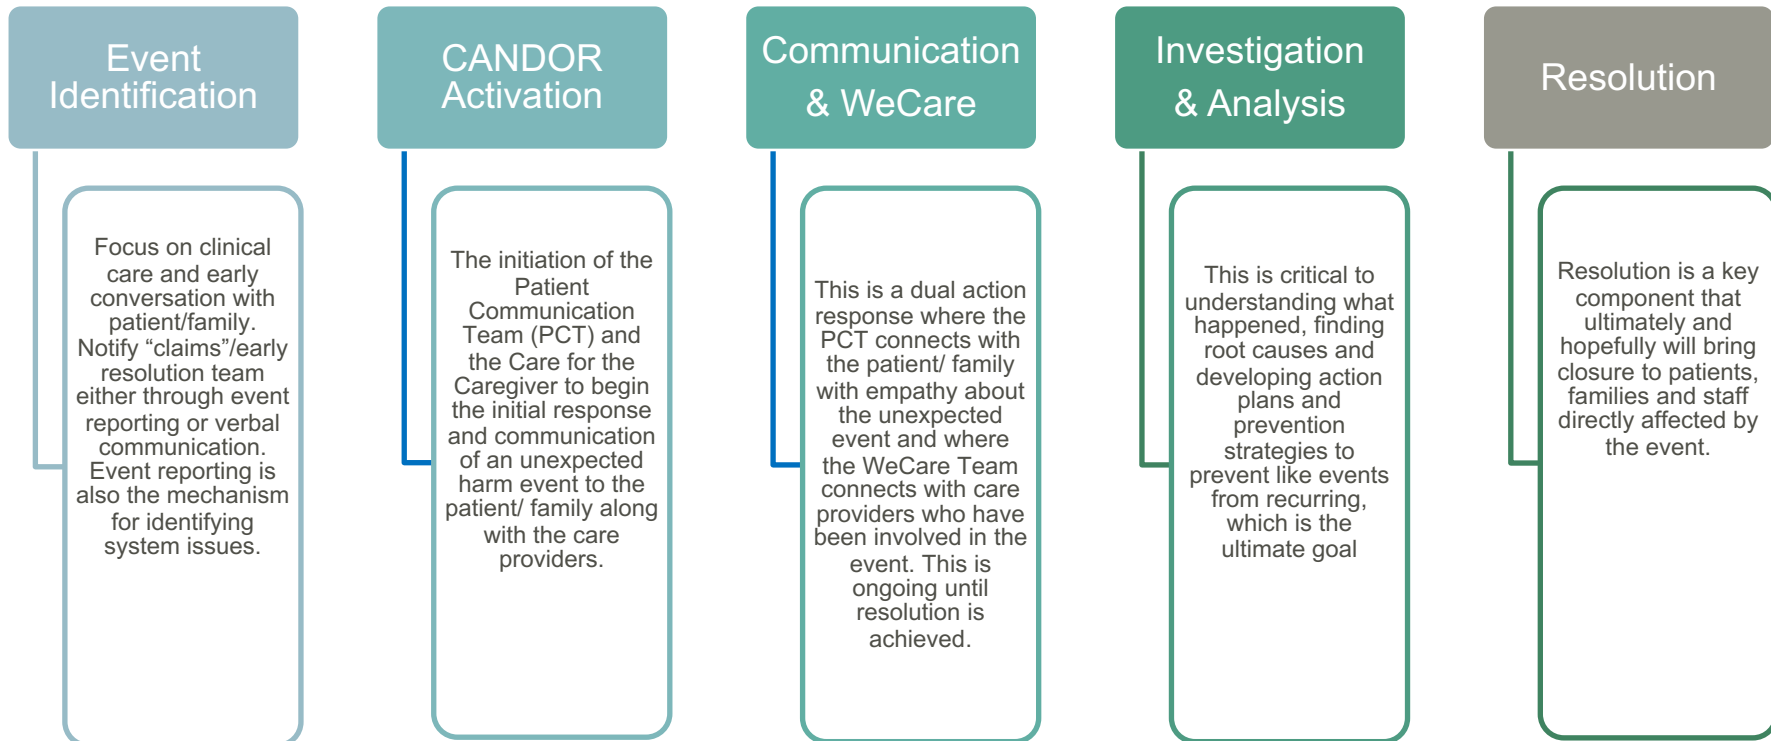 Event
Identification
Focus on clinical
care and early
conversation with
patient/family.
Notify “claims”/early
resolution team
either through event
reporting or verbal
communication.
Event reporting is
also the mechanism
for identifying
system issues.
CANDOR
Activation
The initiation of the
Patient
Communication
Team (PCT) and
the Care for the
Caregiver to begin
the initial response
and communication
of an unexpected
harm event to the
patient/ family along
with the care
providers.
Communication
& WeCare
This is a dual action
response where the
PCT connects with
the patient/ family
with empathy about
the unexpected
event and where
the WeCare Team
connects with care
providers who have
been involved in the
event. This is
ongoing until
resolution is
achieved.
Investigation
& Analysis
This is critical to
understanding what
happened, finding
root causes and
developing action
plans and
prevention
strategies to
prevent like events
from recurring,
which is the
ultimate goal
Resolution
Resolution is a key
component that
ultimately and
hopefully will bring
closure to patients,
families and staff
directly affected by
the event.